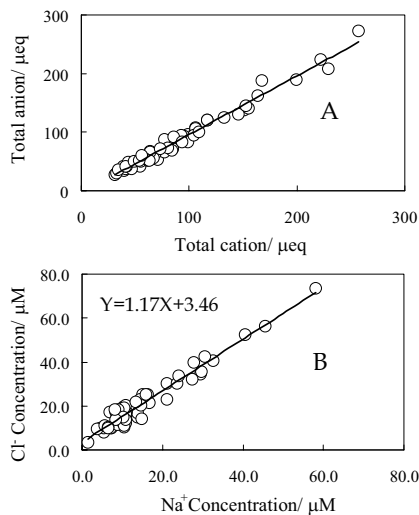 Total anion/ μeq
300
200
100
0
A
0 100 200 300
Total cation/ μeq
Cl- Concentration/ μM
80.0
60.0
40.0
20.0
0.0
Y=1.17X+3.46
B
0.0 20.0 40.0 60.0 80.0
Na+Concentration/ μM